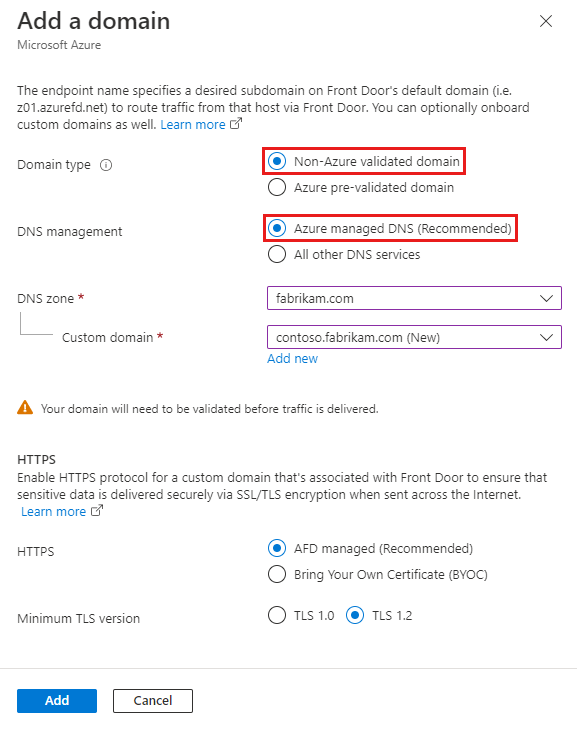 Add a domain
Microsoft Azure
The endpoint name specifies a desired subdomain on Front Door's default domain (i.e.
z01.azurefd.net) to route traffic from that host via Front Door. You can optionally onboard
custom domains as well. Learn more
Domain type
Non-Azure validated domain
Azure pre-validated domain
DNS management
Azure managed DNS (Recommended)
All other DNS services
DNS zone *
fabrikam.com
Custom domain *
contoso.fabrikam.com (New)
Add new
Your domain will need to be validated before traffic is delivered.
HTTPS
Enable HTTPS protocol for a custom domain that's associated with Front Door to ensure that
sensitive data is delivered securely via SSL/TLS encryption when sent across the Internet.
Learn more
HTTPS
AFD managed (Recommended)
Bring Your Own Certificate (BYOC)
Minimum TLS version
TLS 1.0 TLS 1.2
Add Cancel